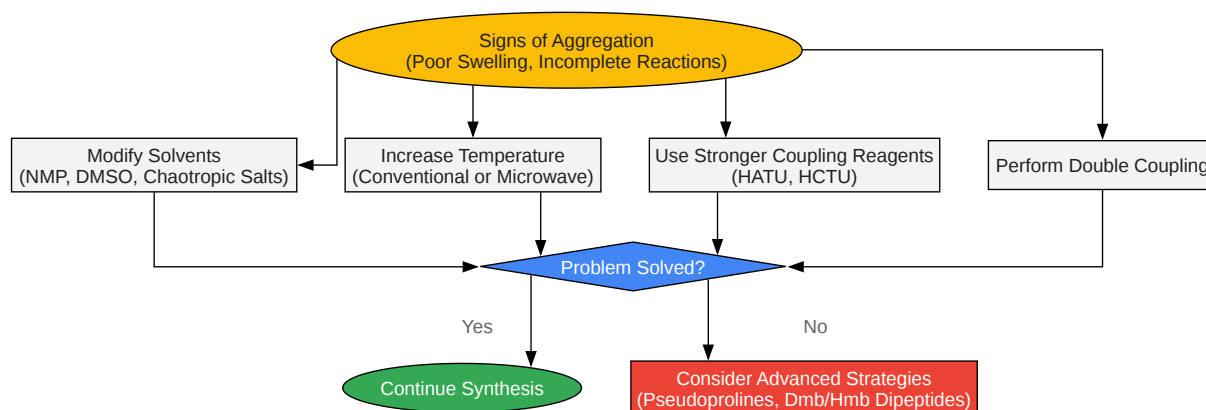 Signs of Aggregation
(Poor Swelling, Incomplete Reactions)
Modify Solvents
(NMP, DMSO, Chaotropic Salts)
Increase Temperature
(Conventional or Microwave)
Use Stronger Coupling Reagents
(HATU, HCTU)
Perform Double Coupling
Problem Solved?
Yes
No
Continue Synthesis
Consider Advanced Strategies
(Pseudoprolines, Dmb/Hmb Dipeptides)